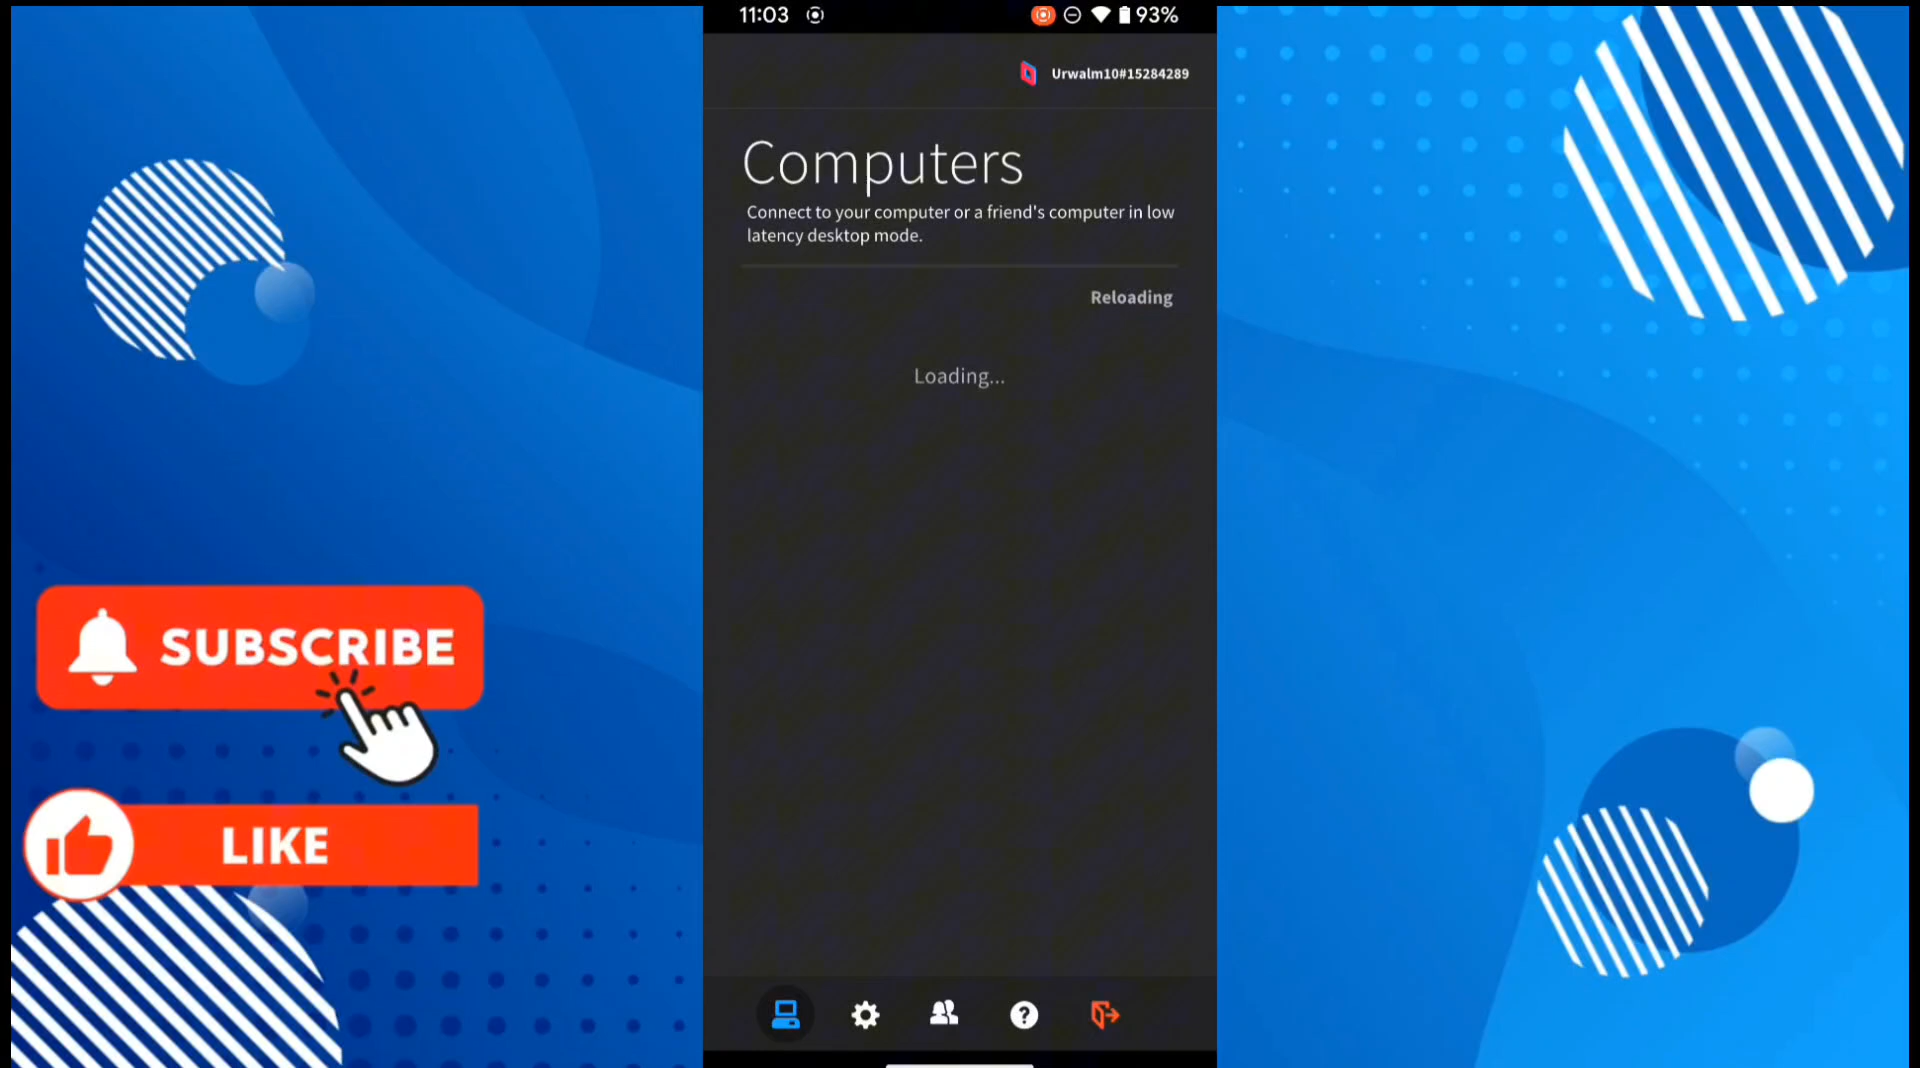 11:03
93%
Urwalm10#15284289
Computers
Connect to your computer or a friend's computer in low
latency desktop mode.
Reloading
Loading...
SUBSCRIBE
LIKE